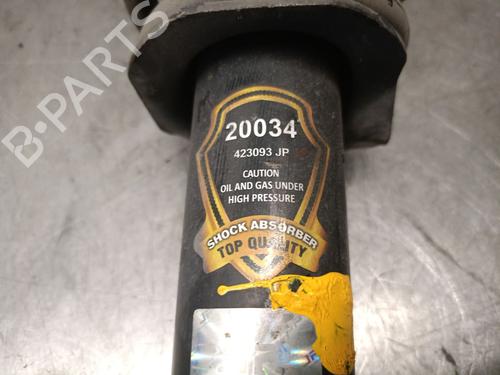 B-PARTS
20034
423093 JP
CAUTION
OIL AND GAS UNDER
HIGH PRESSURE
SHOCK ABSORBER
TOP QUALITY